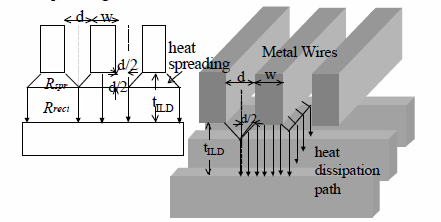 d
w
heat
spreading
d/2
d/2
Rspr
Rrect
tILD
Metal Wires
d
w
d/2
tILD
heat
dissipation
path